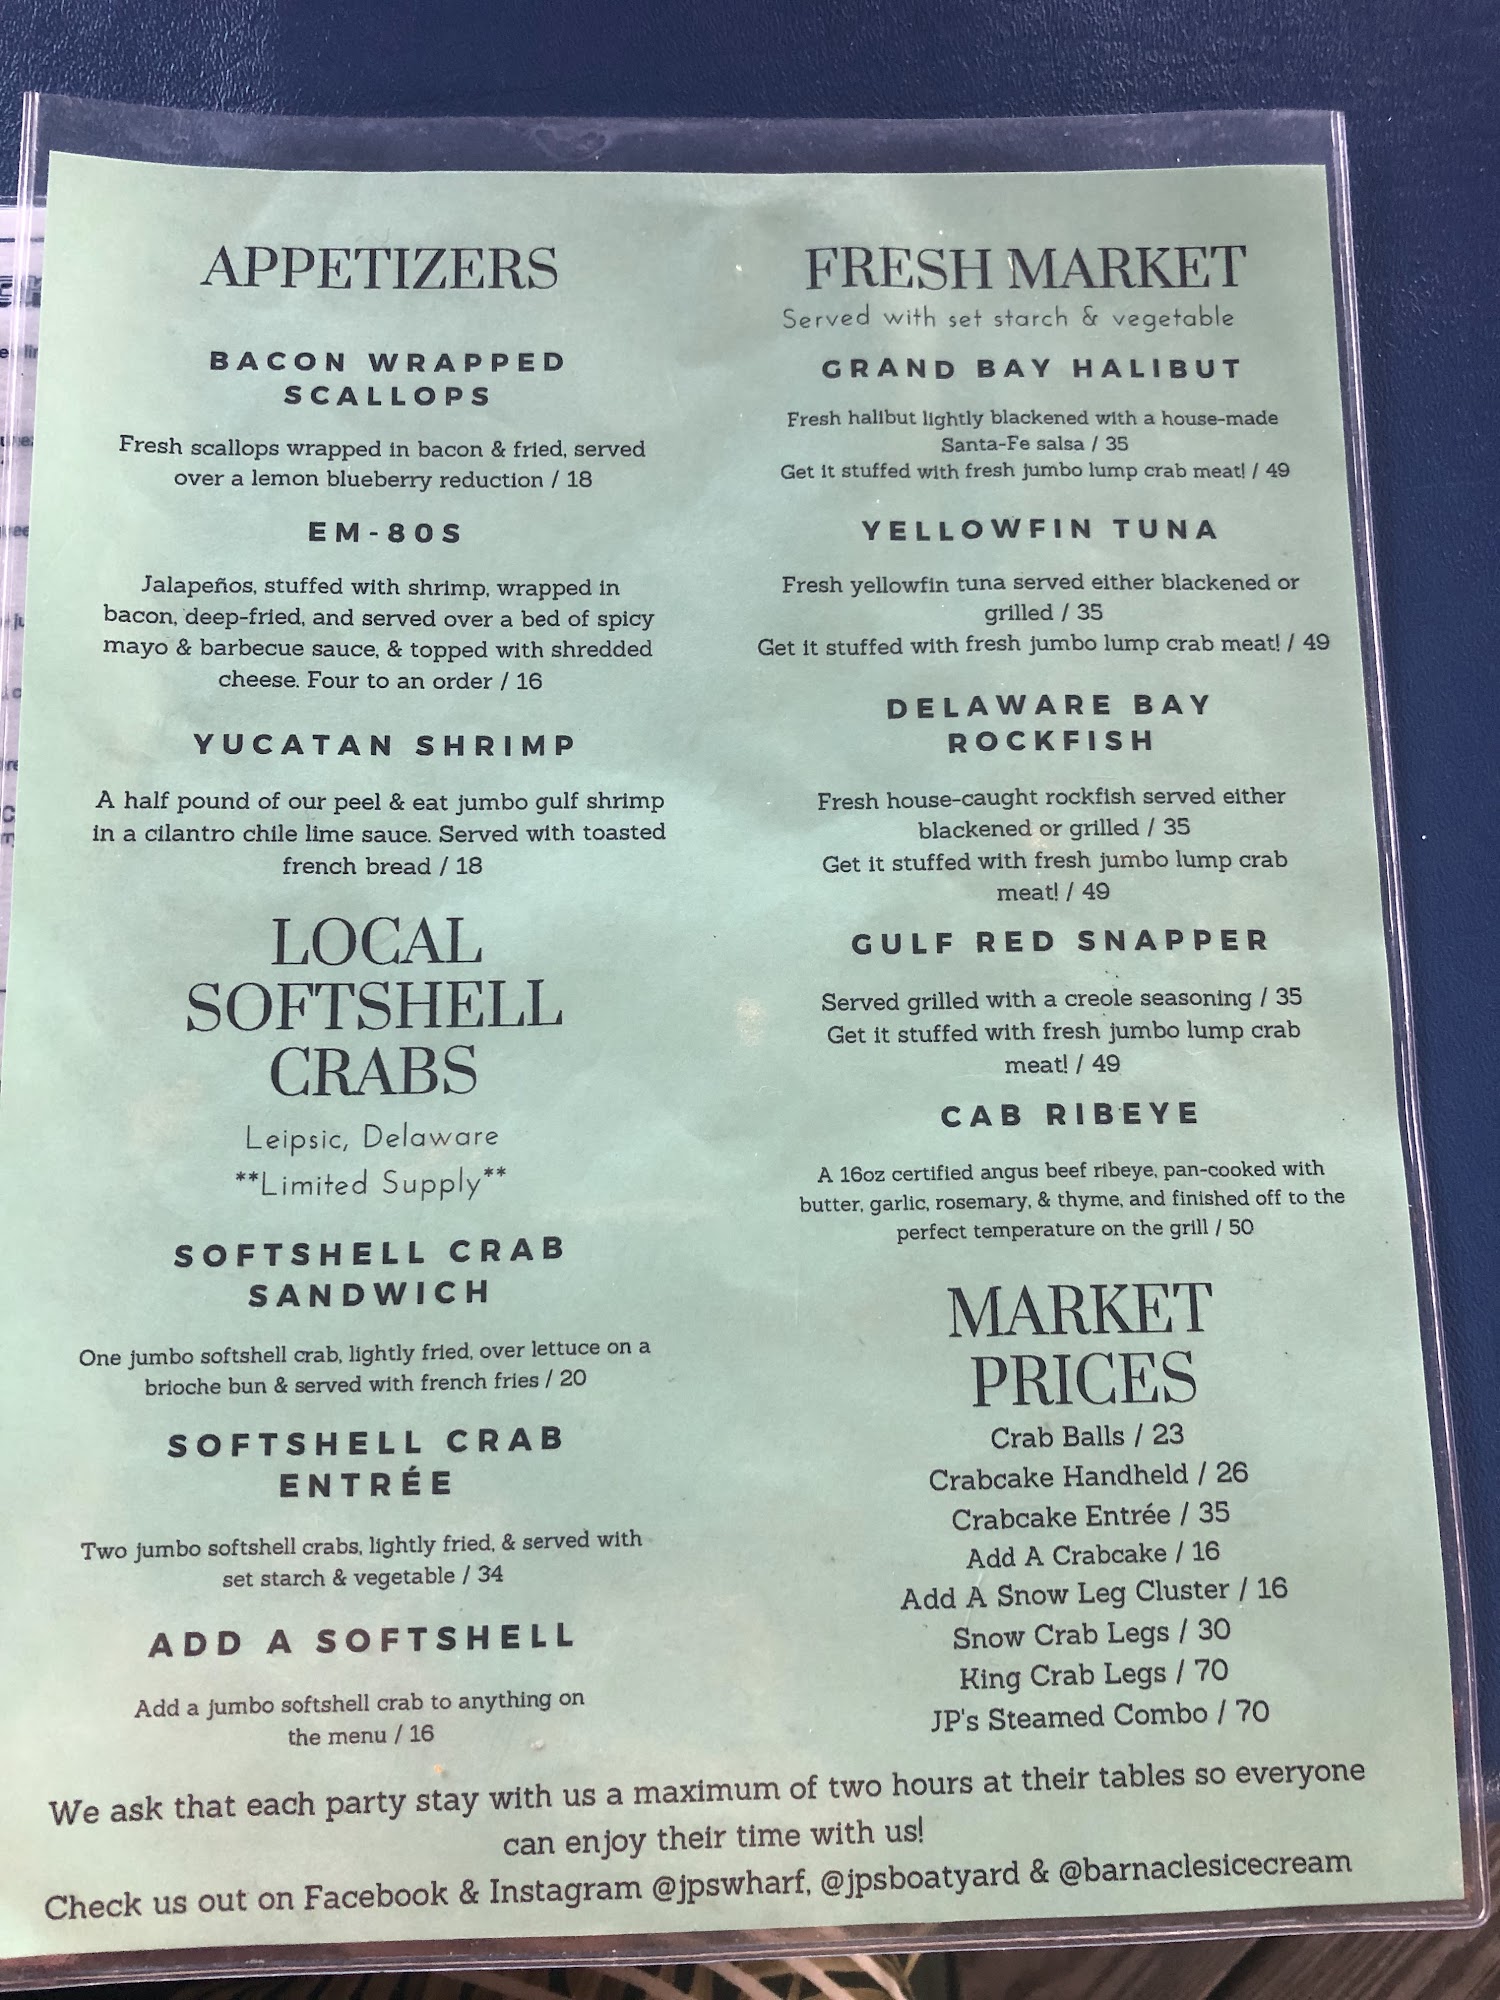 APPETIZERS
BACON WRAPPED
SCALLOPS
Fresh scallops wrapped in bacon & fried, served
over a lemon blueberry reduction / 18
EM-80S
Jalapeños, stuffed with shrimp, wrapped in
bacon, deep-fried, and served over a bed of spicy
mayo & barbecue sauce, & topped with shredded
cheese. Four to an order / 16
YUCATAN SHRIMP
A half pound of our peel & eat jumbo gulf shrimp
in a cilantro chile lime sauce. Served with toasted
french bread / 18
LOCAL
SOFTSHELL
CRABS
Leipsic, Delaware
**Limited Supply**
SOFTSHELL CRAB
SANDWICH
One jumbo softshell crab, lightly fried, over lettuce on a
brioche bun & served with french fries / 20
SOFTSHELL CRAB
ENTRÉE
Two jumbo softshell crabs, lightly fried, & served with
set starch & vegetable / 34
ADD A SOFTSHELL
Add a jumbo softshell crab to anything on
the menu / 16
FRESH MARKET
Served with set starch & vegetable
GRAND BAY HALIBUT
Fresh halibut lightly blackened with a house-made
Santa-Fe salsa / 35
Get it stuffed with fresh jumbo lump crab meat! / 49
YELLOWFIN TUNA
Fresh yellowfin tuna served either blackened or
grilled / 35
Get it stuffed with fresh jumbo lump crab meat! / 49
DELAWARE BAY
ROCKFISH
Fresh house-caught rockfish served either
blackened or grilled / 35
Get it stuffed with fresh jumbo lump crab
meat! / 49
GULF RED SNAPPER
Served grilled with a creole seasoning / 35
Get it stuffed with fresh jumbo lump crab
meat! / 49
CAB RIBEYE
A 16oz certified angus beef ribeye, pan-cooked with
butter, garlic, rosemary, & thyme, and finished off to the
perfect temperature on the grill / 50
MARKET
PRICES
Crab Balls / 23
Crabcake Handheld / 26
Crabcake Entrée / 35
Add A Crabcake / 16
Add A Snow Leg Cluster / 16
Snow Crab Legs / 30
King Crab Legs / 70
JP's Steamed Combo / 70
We ask that each party stay with us a maximum of two hours at their tables so everyone
can enjoy their time with us!
Check us out on Facebook & Instagram @jpswharf, @jpsboatyard & @barnaclesicecream